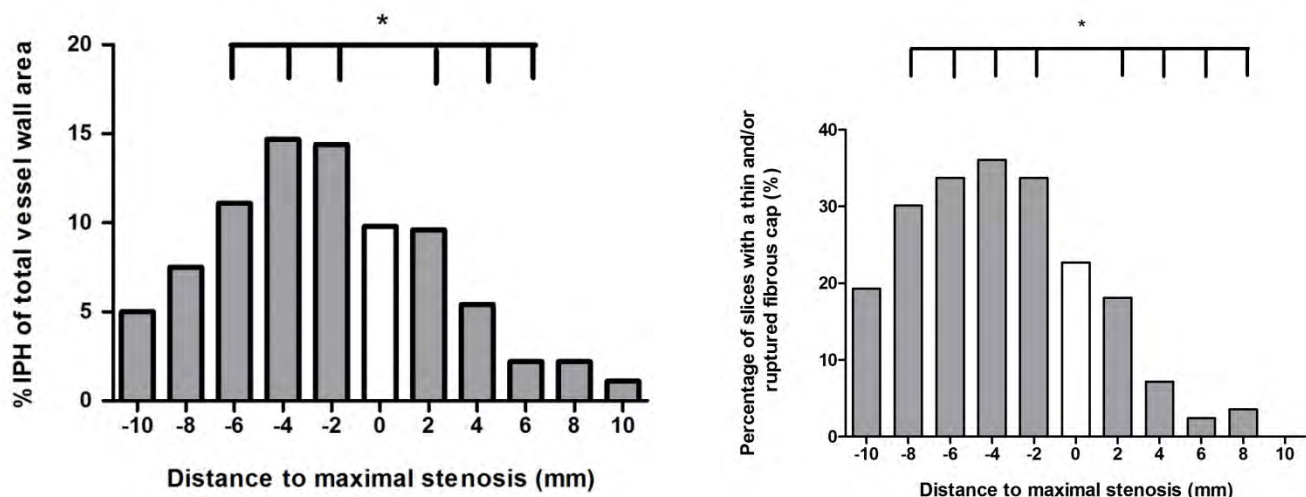 *
% IPH of total vessel wall area
20
15
10
5
0
-10 -8 -6 -4 -2 0 2 4 6 8 10
Distance to maximal stenosis (mm)
*
Percentage of slices with a thin and/or
ruptured fibrous cap (%)
40
30
20
10
0
-10 -8 -6 -4 -2 0 2 4 6 8 10
Distance to maximal stenosis (mm)